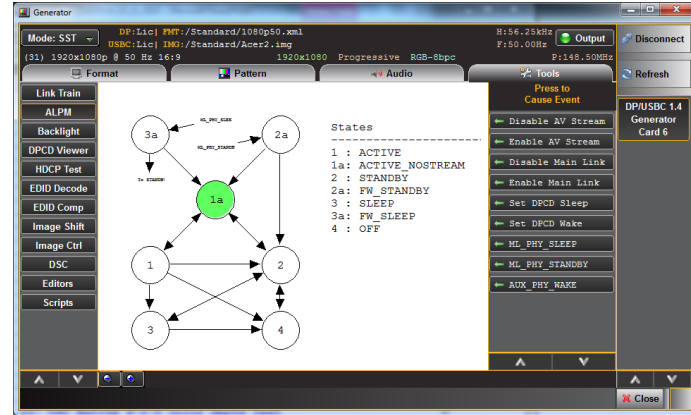 Generator
Mode: SST
DP:Lic| FMT:/Standard/1080p50.xml
USBC:Lic| IMG:/Standard/Acer2.img
(31) 1920x1080p @ 50 Hz 16:9
1920x1080 Progressive RGB-8bpc
H:56.25kHz
F:50.00Hz
P:148.50MHz
Output
Disconnect
Refresh
DP/USBC 1.4
Generator
Card 6
Format
Pattern
Audio
Tools
Link Train
ALPM
Backlight
DPCD Viewer
HDCP Test
EDID Decode
EDID Comp
Image Shift
Image Ctrl
DSC
Editors
Scripts
3a
ML_PHY_SLEE
ML_PHY_STANDB
2a
To STANDBY
1a
1
2
3
4
States
1 : ACTIVE
1a: ACTIVE_NOSTREAM
2 : STANDBY
2a: FW_STANDBY
3 : SLEEP
3a: FW_SLEEP
4 : OFF
Press to
Cause Event
Disable AV Stream
Enable AV Stream
Disable Main Link
Enable Main Link
Set DPCD Sleep
Set DPCD Wake
ML_PHY_SLEEP
ML_PHY_STANDBY
AUX_PHY_WAKE
Close